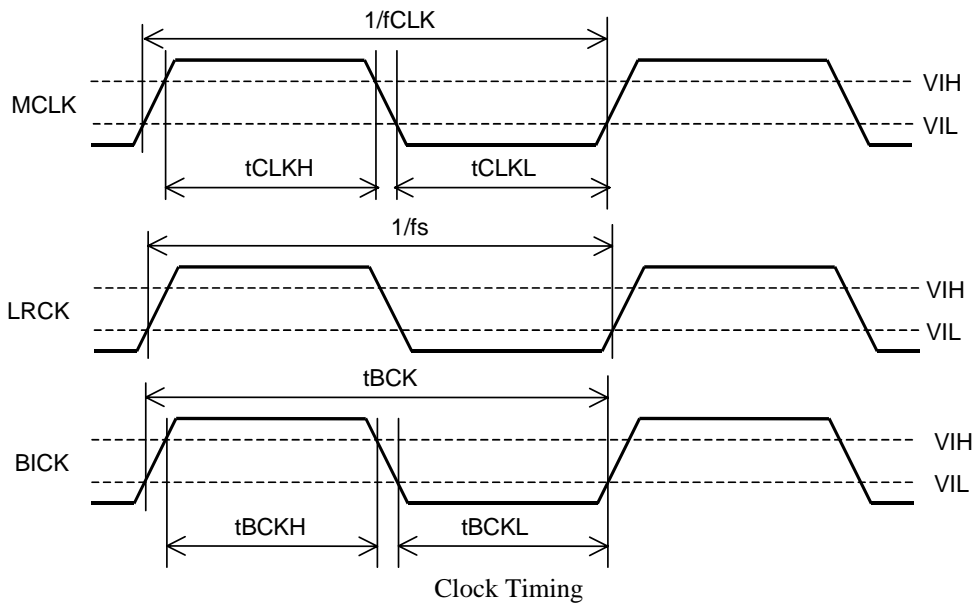 1/fCLK
MCLK
VIH
VIL
tCLKH
tCLKL
1/fs
LRCK
VIH
VIL
tBCK
BICK
VIH
VIL
tBCKH
tBCKL
Clock Timing